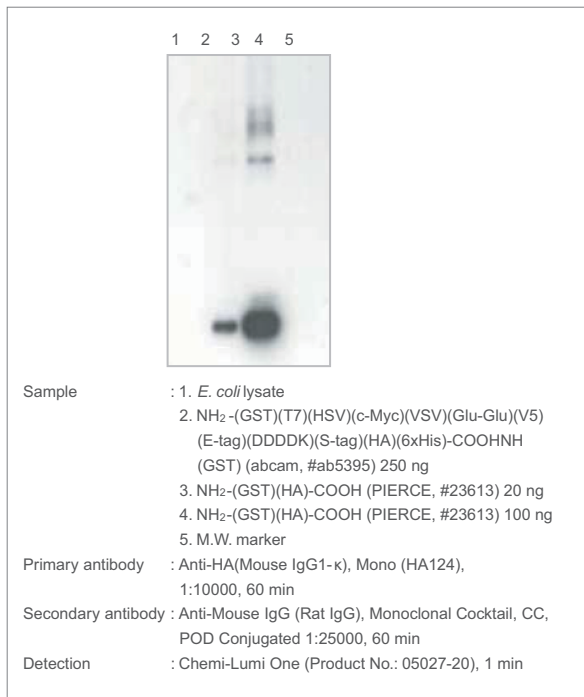 1 2 3 4 5
Sample : 1. E. coli lysate
2. NH2-(GST)(T7)(HSV)(c-Myc)(VSV)(Glu-Glu)(V5)
(E-tag)(DDDDK)(S-tag)(HA)(6xHis)-COOHNH
(GST) (abcam, #ab5395) 250 ng
3. NH2-(GST)(HA)-COOH (PIERCE, #23613) 20 ng
4. NH2-(GST)(HA)-COOH (PIERCE, #23613) 100 ng
5. M.W. marker
Primary antibody : Anti-HA(Mouse IgG1-κ), Mono (HA124),
1:10000, 60 min
Secondary antibody : Anti-Mouse IgG (Rat IgG), Monoclonal Cocktail, CC,
POD Conjugated 1:25000, 60 min
Detection : Chemi-Lumi One (Product No.: 05027-20), 1 min